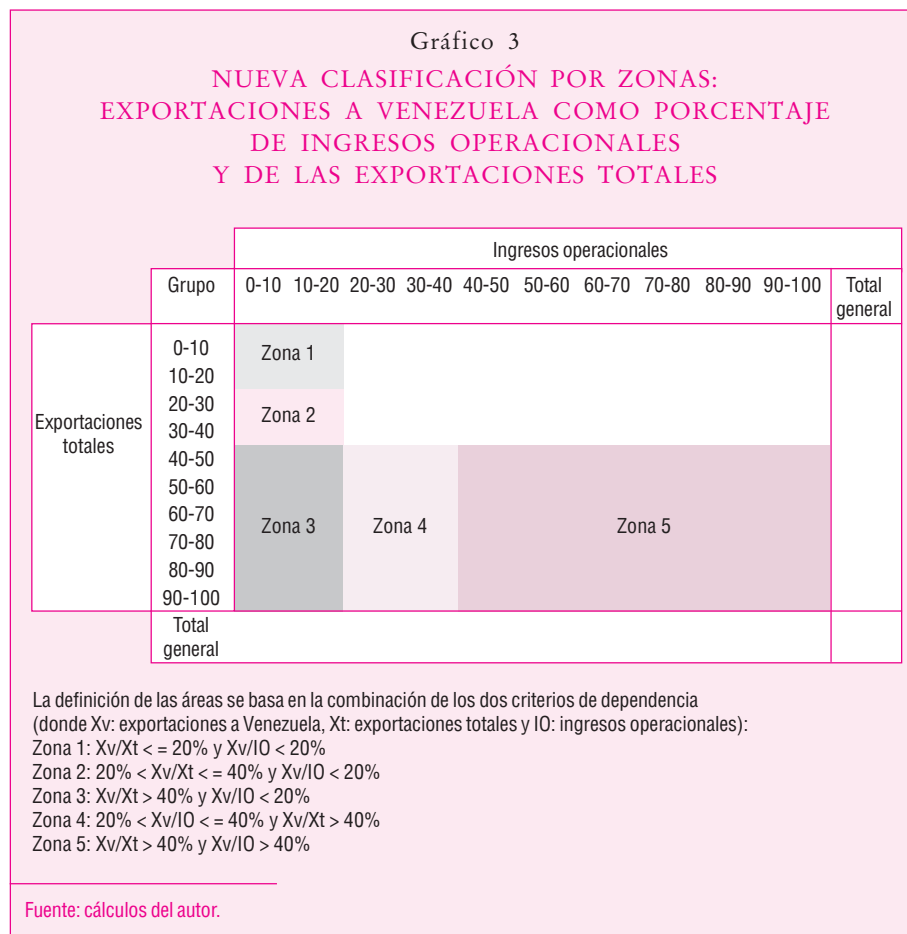 Gráfico 3
NUEVA CLASIFICACIÓN POR ZONAS:
EXPORTACIONES A VENEZUELA COMO PORCENTAJE
DE INGRESOS OPERACIONALES
Y DE LAS EXPORTACIONES TOTALES
Ingresos operacionales
Grupo 0-10 10-20 20-30 30-40 40-50 50-60 60-70 70-80 80-90 90-100 Total
general
Exportaciones
totales
0-10
10-20
20-30
30-40
40-50
50-60
60-70
70-80
80-90
90-100
Zona 1
Zona 2
Zona 3 Zona 4 Zona 5
Total
general
La definición de las áreas se basa en la combinación de los dos criterios de dependencia
(donde Xv: exportaciones a Venezuela, Xt: exportaciones totales y IO: ingresos operacionales):
Zona 1: Xv/Xt < = 20% y Xv/IO < 20%
Zona 2: 20% < Xv/Xt < = 40% y Xv/IO < 20%
Zona 3: Xv/Xt > 40% y Xv/IO < 20%
Zona 4: 20% < Xv/IO < = 40% y Xv/Xt > 40%
Zona 5: Xv/Xt > 40% y Xv/IO > 40%
Fuente: cálculos del autor.